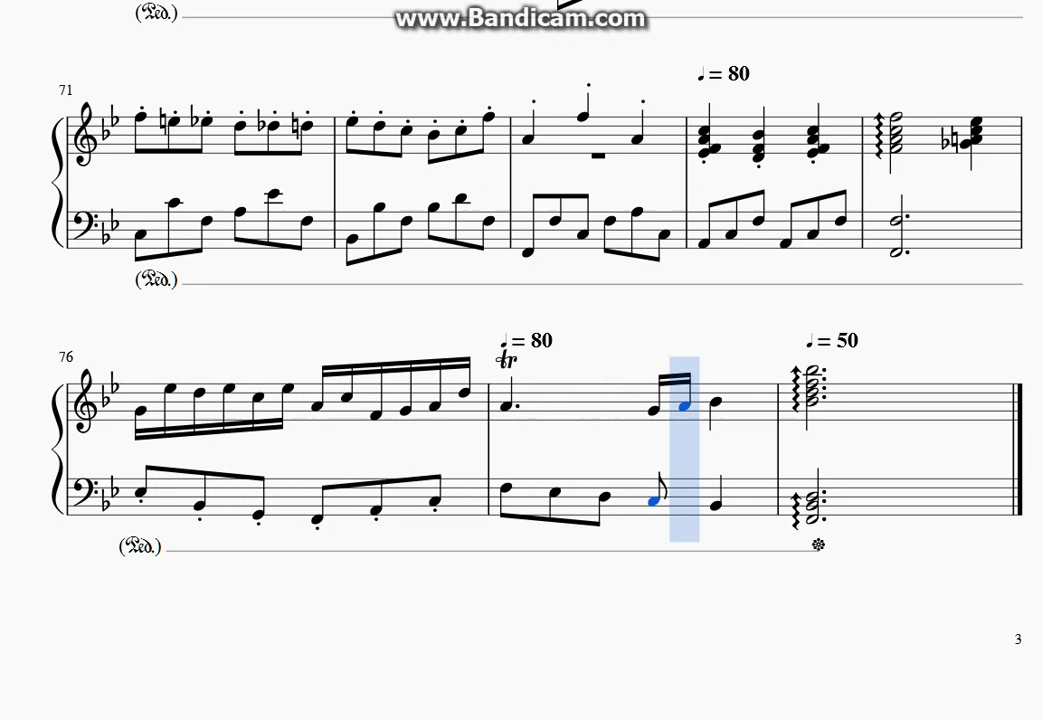 www.Bandicam.com
(Ped.)
71
♩ = 80
(Ped.)
76
♩ = 80
♩ = 50
tr
(Ped.)
3